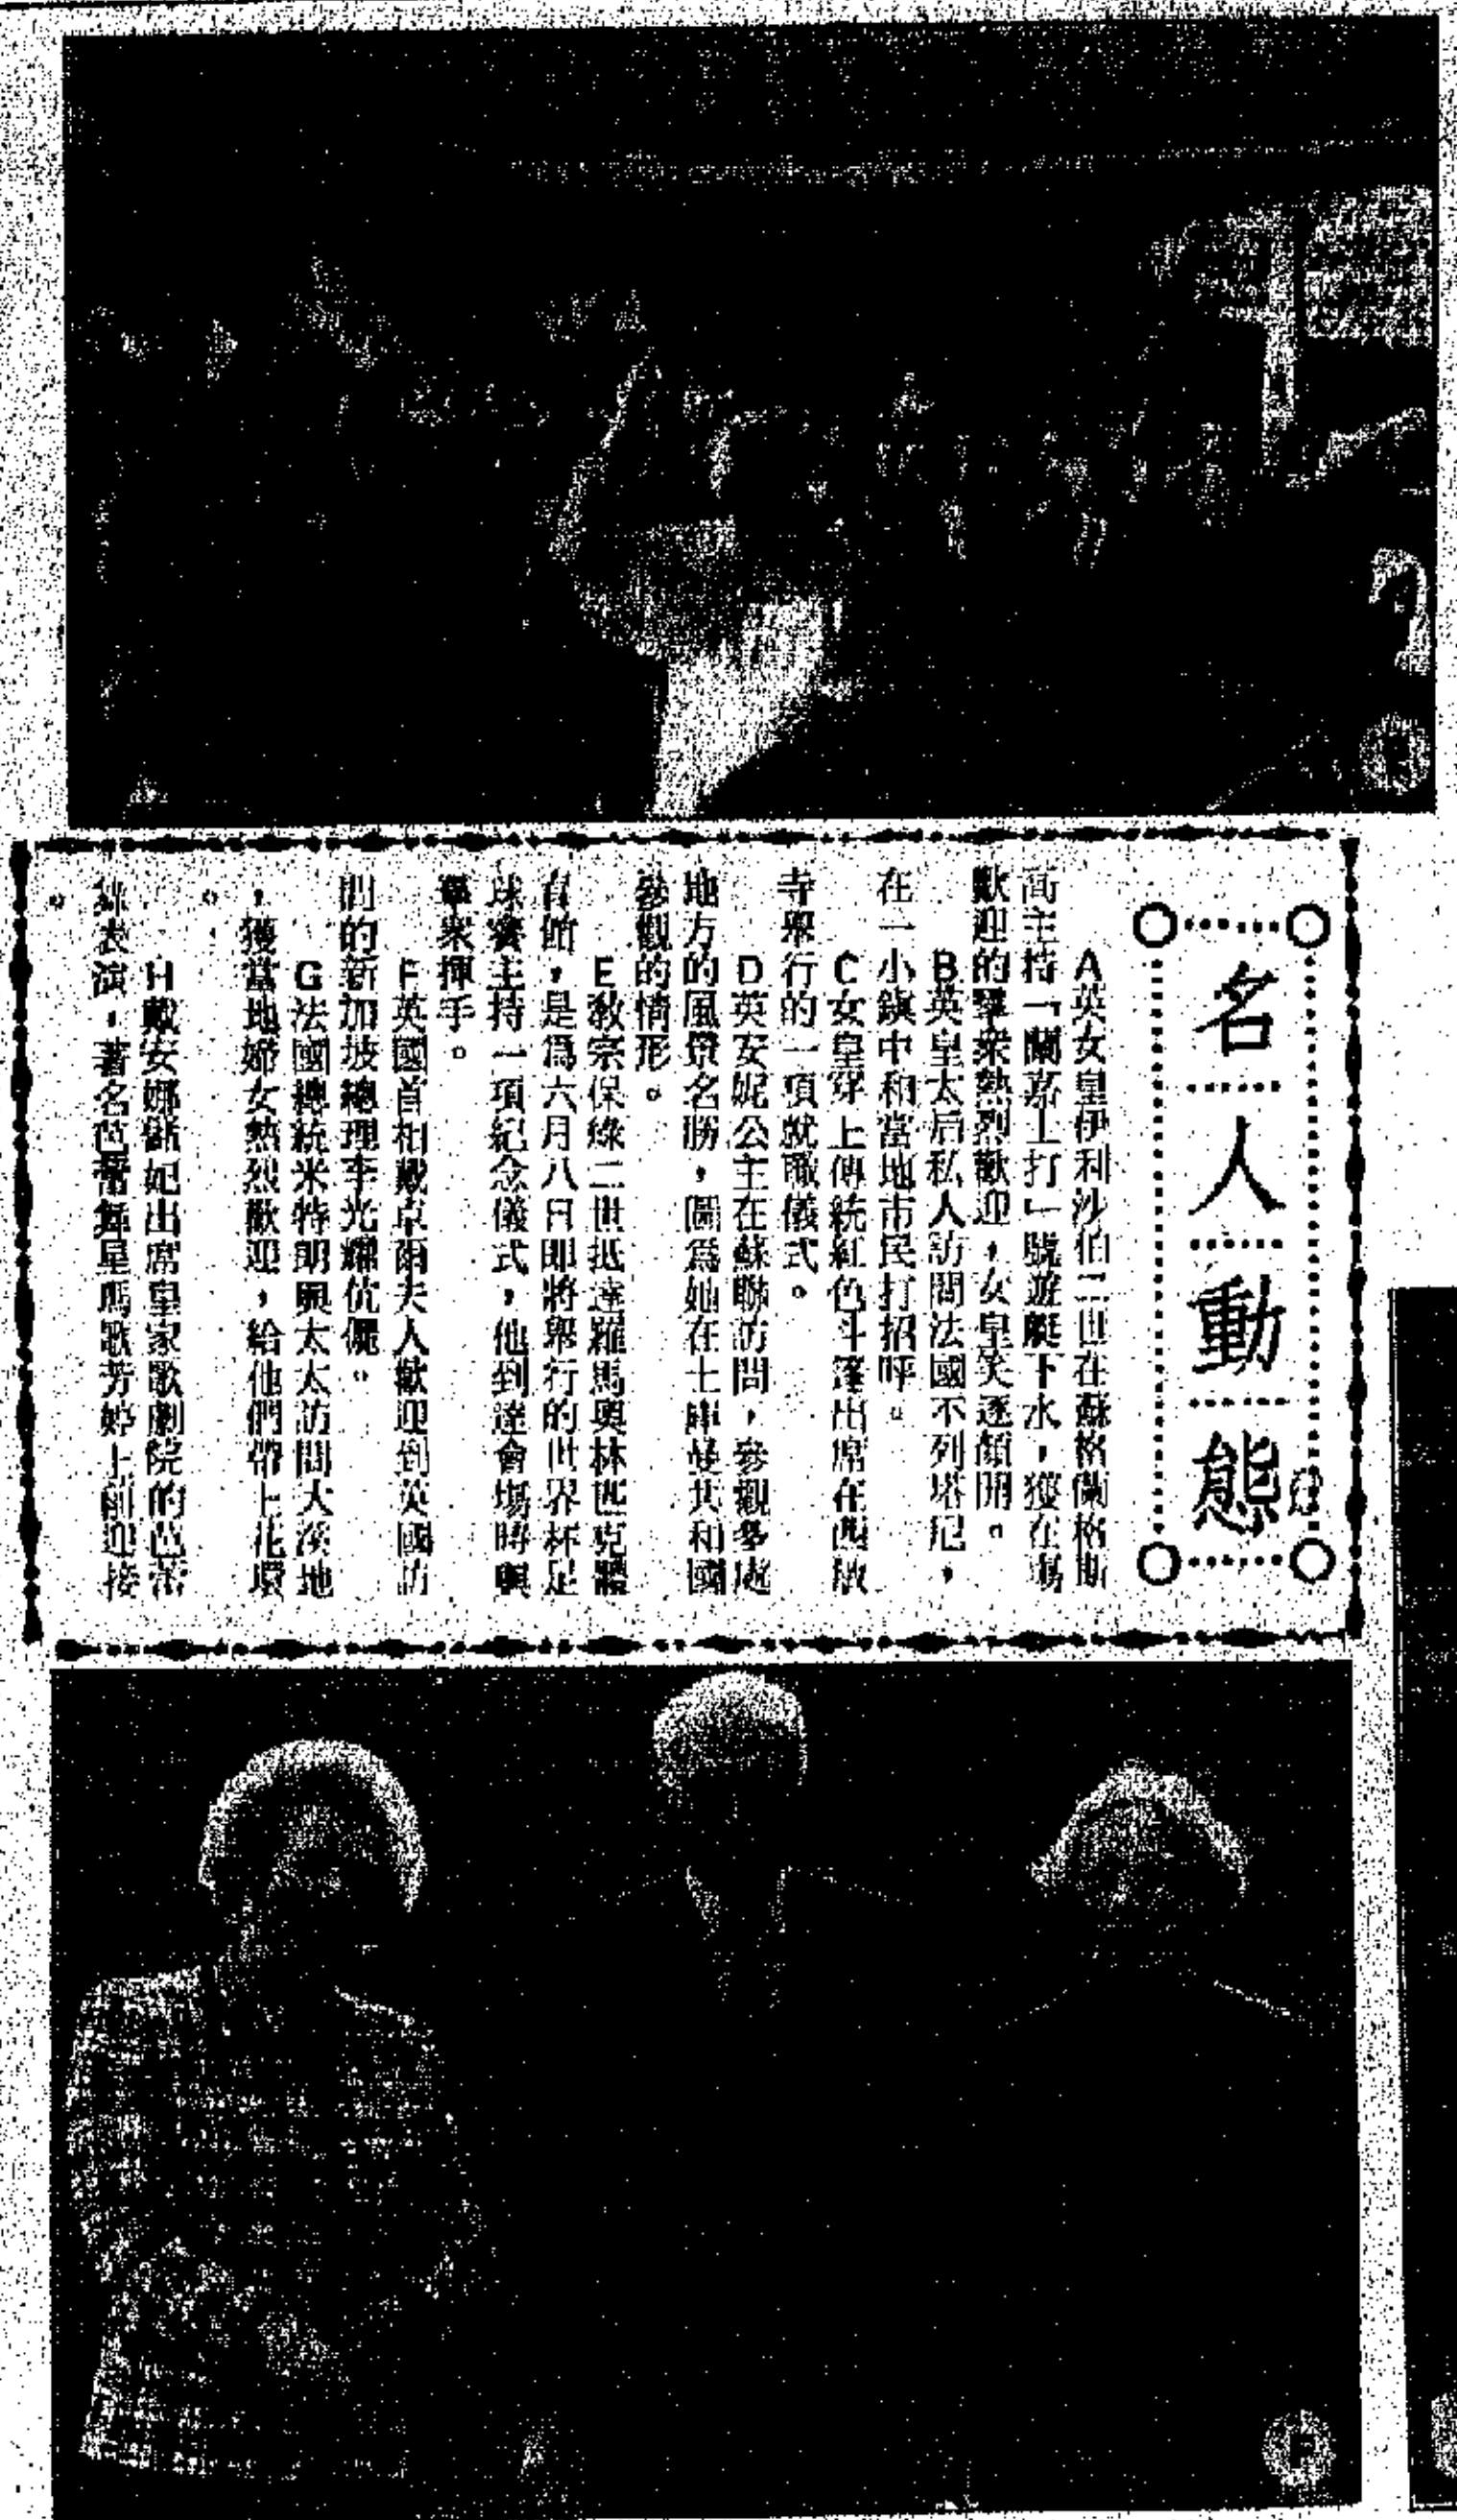 名人動態
A英女皇伊利沙伯二世在蘇格蘭格斯
高主持「蘭嘉士打」號遊艇下水，獲在場
歡迎的羣衆熱烈歡迎，女皇笑逐顏開。
B英皇太后私人訪問法國不列塔尼，
在一小鎮中和當地市民打招呼。
C女皇穿上傳統紅色斗篷出席在西敏
寺舉行的一項就職儀式。
D英安妮公主在蘇聯訪問，參觀多處
地方的風景名勝，圖爲她在土庫曼共和國
參觀的情形。
E敎宗保祿二世抵達羅馬奧林匹克體
育館，是爲六月八日即將舉行的世界杯足
球賽主持一項紀念儀式，他到達會場時與
羣衆揮手。
F英國首相戴卓爾夫人歡迎到英國訪
問的新加坡總理李光耀伉儷。
G法國總統米特朗與太太訪問大溪地
，獲當地婦女熱烈歡迎，給他們帶上花環
。
H戴安娜皇妃出席皇家歌劇院的芭蕾
舞表演，著名芭蕾舞星瑪歌芳婷上前迎接
。
F